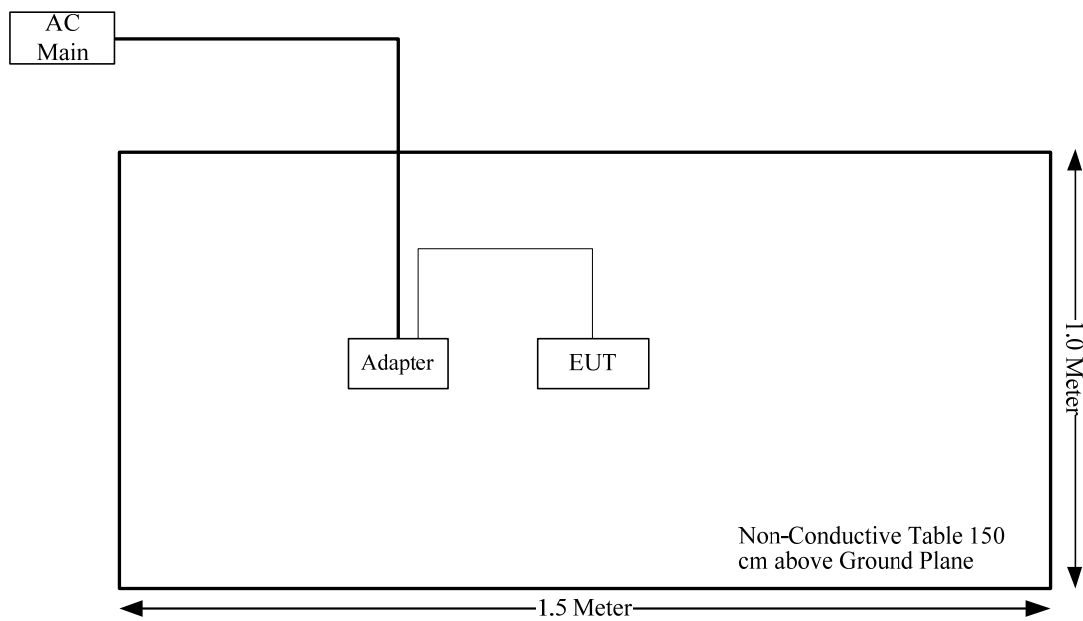 AC
Main
Adapter
EUT
1.0 Meter
Non-Conductive Table 150
cm above Ground Plane
1.5 Meter